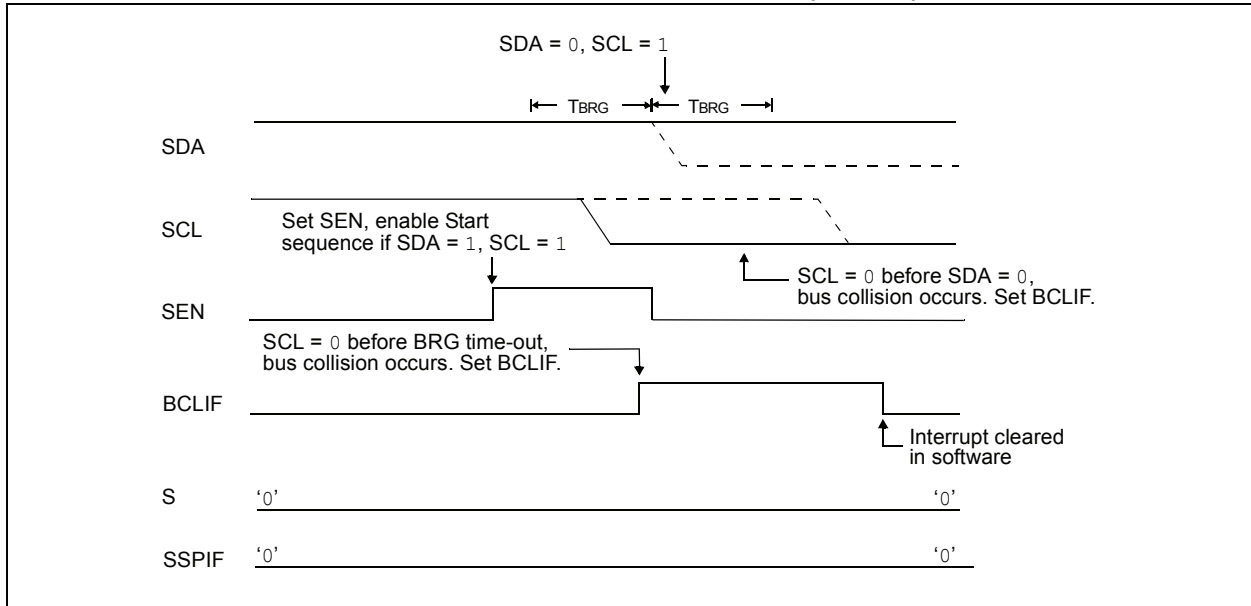 SDA = 0, SCL = 1
TBRG TBRG
SDA
SCL
Set SEN, enable Start
sequence if SDA = 1, SCL = 1
SCL = 0 before SDA = 0,
bus collision occurs. Set BCLIF.
SEN
SCL = 0 before BRG time-out,
bus collision occurs. Set BCLIF.
BCLIF
Interrupt cleared
in software
S ‘0’ ‘0’
SSPIF ‘0’ ‘0’